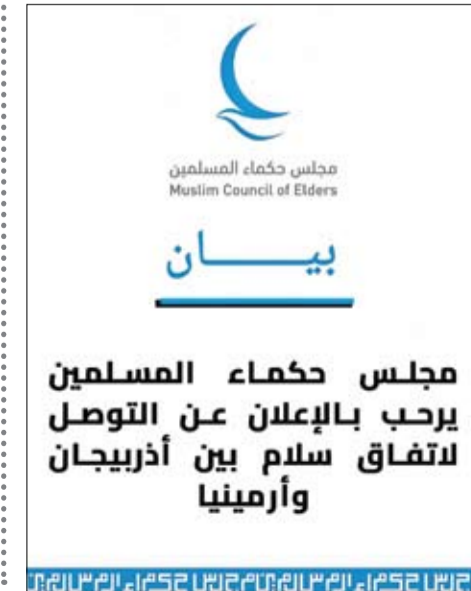 مجلس حكماء المسلمين
Muslim Council of Elders
بيـــــان
مجلس حكماء المسلمين
يرحب بالإعلان عن التوصل
لاتفاق سلام بين أذربيجان
وأرمينيا